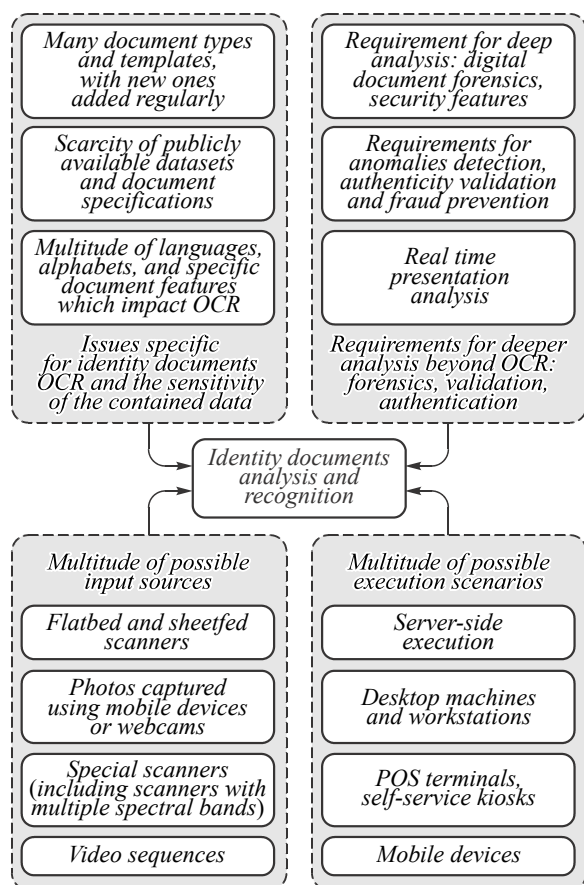 Many document types
and templates,
with new ones
added regularly
Scarcity of publicly
available datasets
and document
specifications
Multitude of languages,
alphabets, and specific
document features
which impact OCR
Issues specific
for identity documents
OCR and the sensitivity
of the contained data
Requirement for deep
analysis: digital
document forensics,
security features
Requirements for
anomalies detection,
authenticity validation
and fraud prevention
Real time
presentation
analysis
Requirements for deeper
analysis beyond OCR:
forensics, validation,
authentication
Identity documents
analysis and
recognition
Multitude of possible
input sources
Flatbed and sheetfed
scanners
Photos captured
using mobile devices
or webcams
Special scanners
(including scanners with
multiple spectral bands)
Video sequences
Multitude of possible
execution scenarios
Server-side
execution
Desktop machines
and workstations
POS terminals,
self-service kiosks
Mobile devices